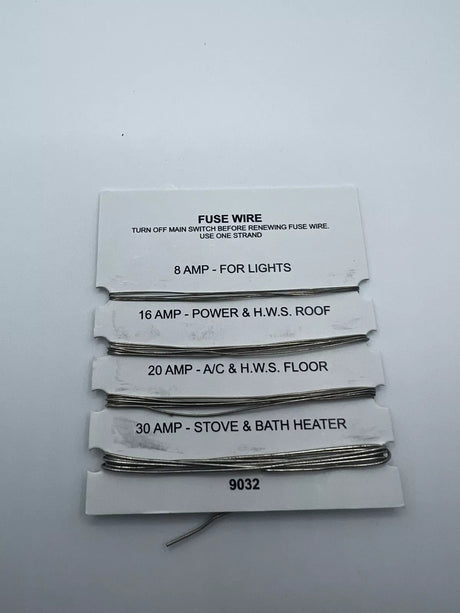 FUSE WIRE
TURN OFF MAIN SWITCH BEFORE RENEWING FUSE WIRE.
USE ONE STRAND
8 AMP - FOR LIGHTS
16 AMP - POWER & H.W.S. ROOF
20 AMP - A/C & H.W.S. FLOOR
30 AMP - STOVE & BATH HEATER
9032